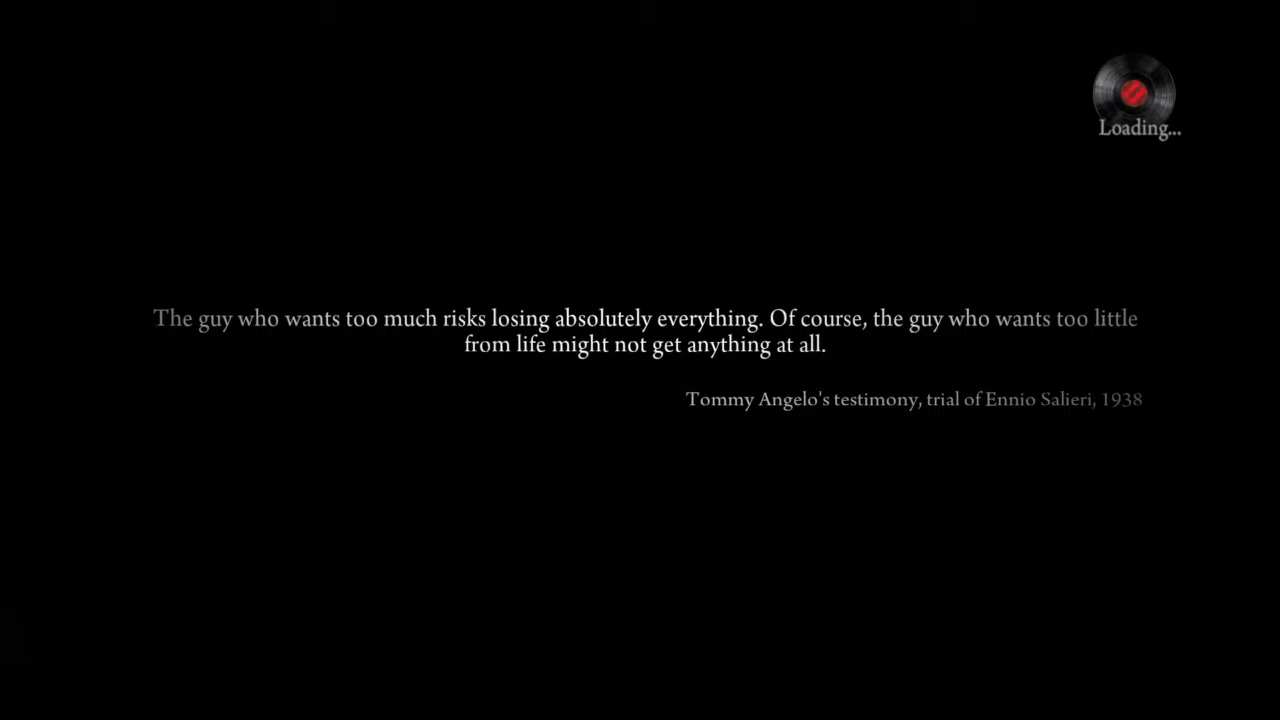 Loading...
The guy who wants too much risks losing absolutely everything. Of course, the guy who wants too little
from life might not get anything at all.
Tommy Angelo's testimony, trial of Ennio Salieri, 1938